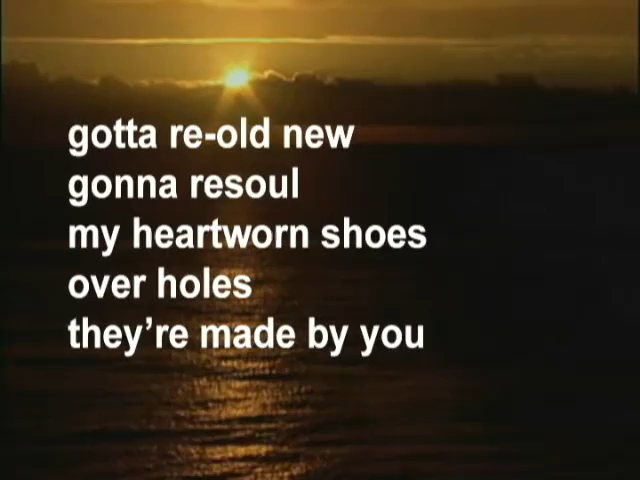 gotta re-old new
gonna resoul
my heartworn shoes
over holes
they’re made by you